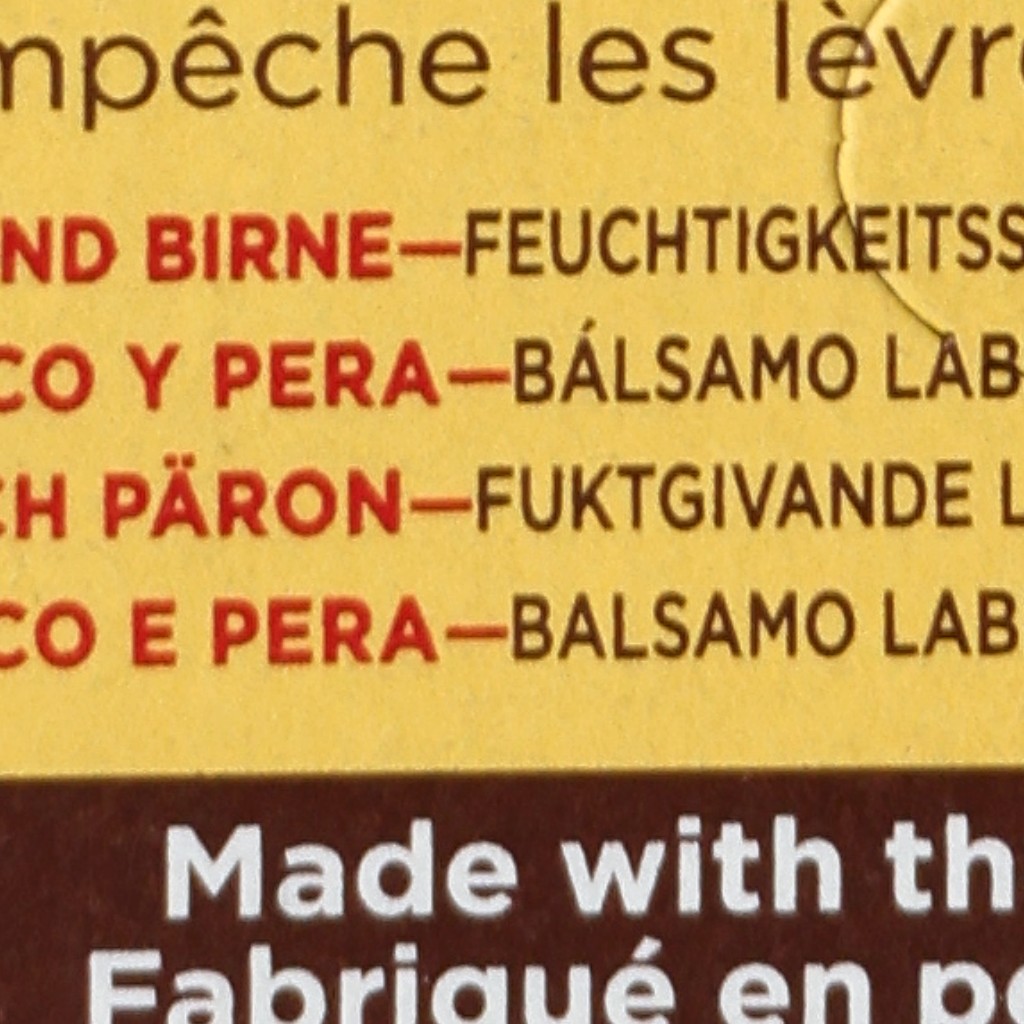 mpêche les lèvr
ND BIRNE—FEUCHTIGKEITSS
CO Y PERA—BÁLSAMO LAB
CH PÄRON—FUKTGIVANDE L
CO E PERA—BALSAMO LAB
Made with th
Fabriqué en pe